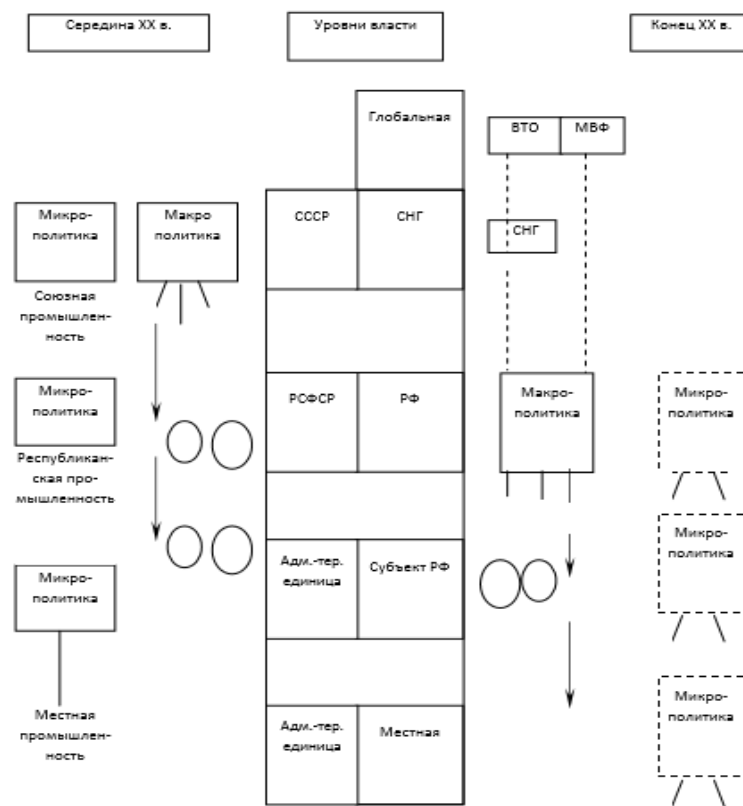 Середина XX в.
Уровни власти
Конец XX в.
Глобальная
ВТО
МВФ
Микро-
политика
Макро
политика
СССР
СНГ
СНГ
Союзная
промышлен-
ность
Микро-
политика
РСФСР
РФ
Макро-
политика
Микро-
политика
Республикан-
ская про-
мышленность
Микро-
политика
Адм.-тер.
единица
Субъект РФ
Микро-
политика
Местная
промышлен-
ность
Адм.-тер.
единица
Местная
Микро-
политика